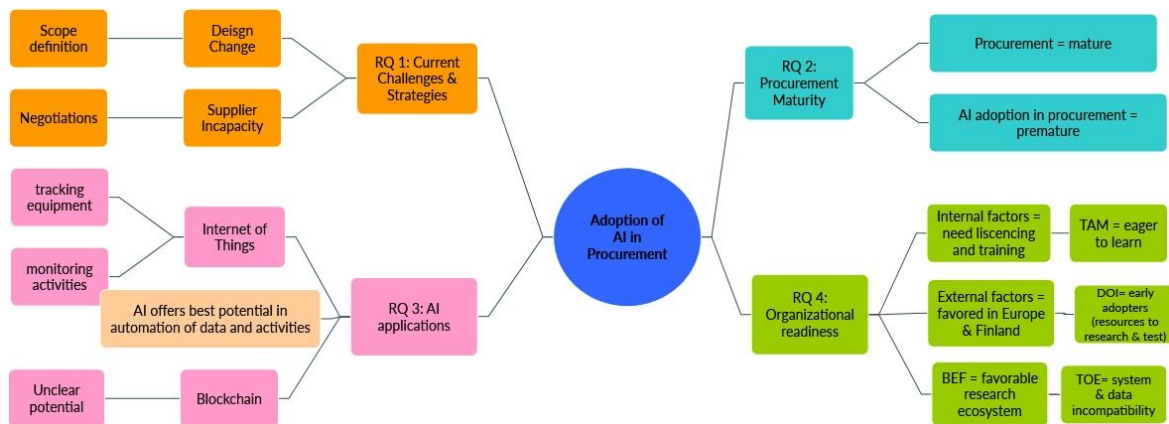 Scope
definition
Deisgn
Change
RQ 1: Current
Challenges &
Strategies
Negotiations
Supplier
Incapacity
tracking
equipment
Internet of
Things
monitoring
activities
AI offers best potential in
automation of data and activities
RQ 3: AI
applications
Unclear
potential
Blockchain
Adoption of
AI in
Procurement
RQ 2:
Procurement
Maturity
Procurement = mature
AI adoption in procurement =
premature
RQ 4:
Organizational
readiness
Internal factors =
need liscencing
and training
TAM = eager
to learn
External factors =
favored in Europe
& Finland
DOI= early
adopters
(resources to
research & test)
BEF = favorable
research
ecosystem
TOE= system
& data
incompatibility